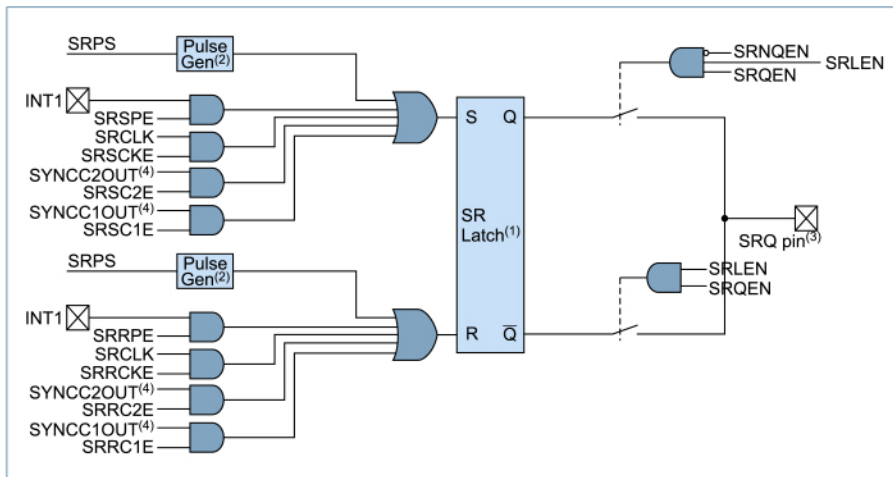 SRPS
Pulse
Gen(2)
INT1
SRSPE
SRCLK
SRSCKE
SYNCC2OUT(4)
SRSC2E
SYNCC1OUT(4)
SRSC1E
S Q
SR
Latch(1)
R Q
SRNQEN
SRLEN
SRQEN
SRQ pin(3)
SRLEN
SRQEN
SRPS
Pulse
Gen(2)
INT1
SRRPE
SRCLK
SRRCKE
SYNCC2OUT(4)
SRRC2E
SYNCC1OUT(4)
SRRC1E